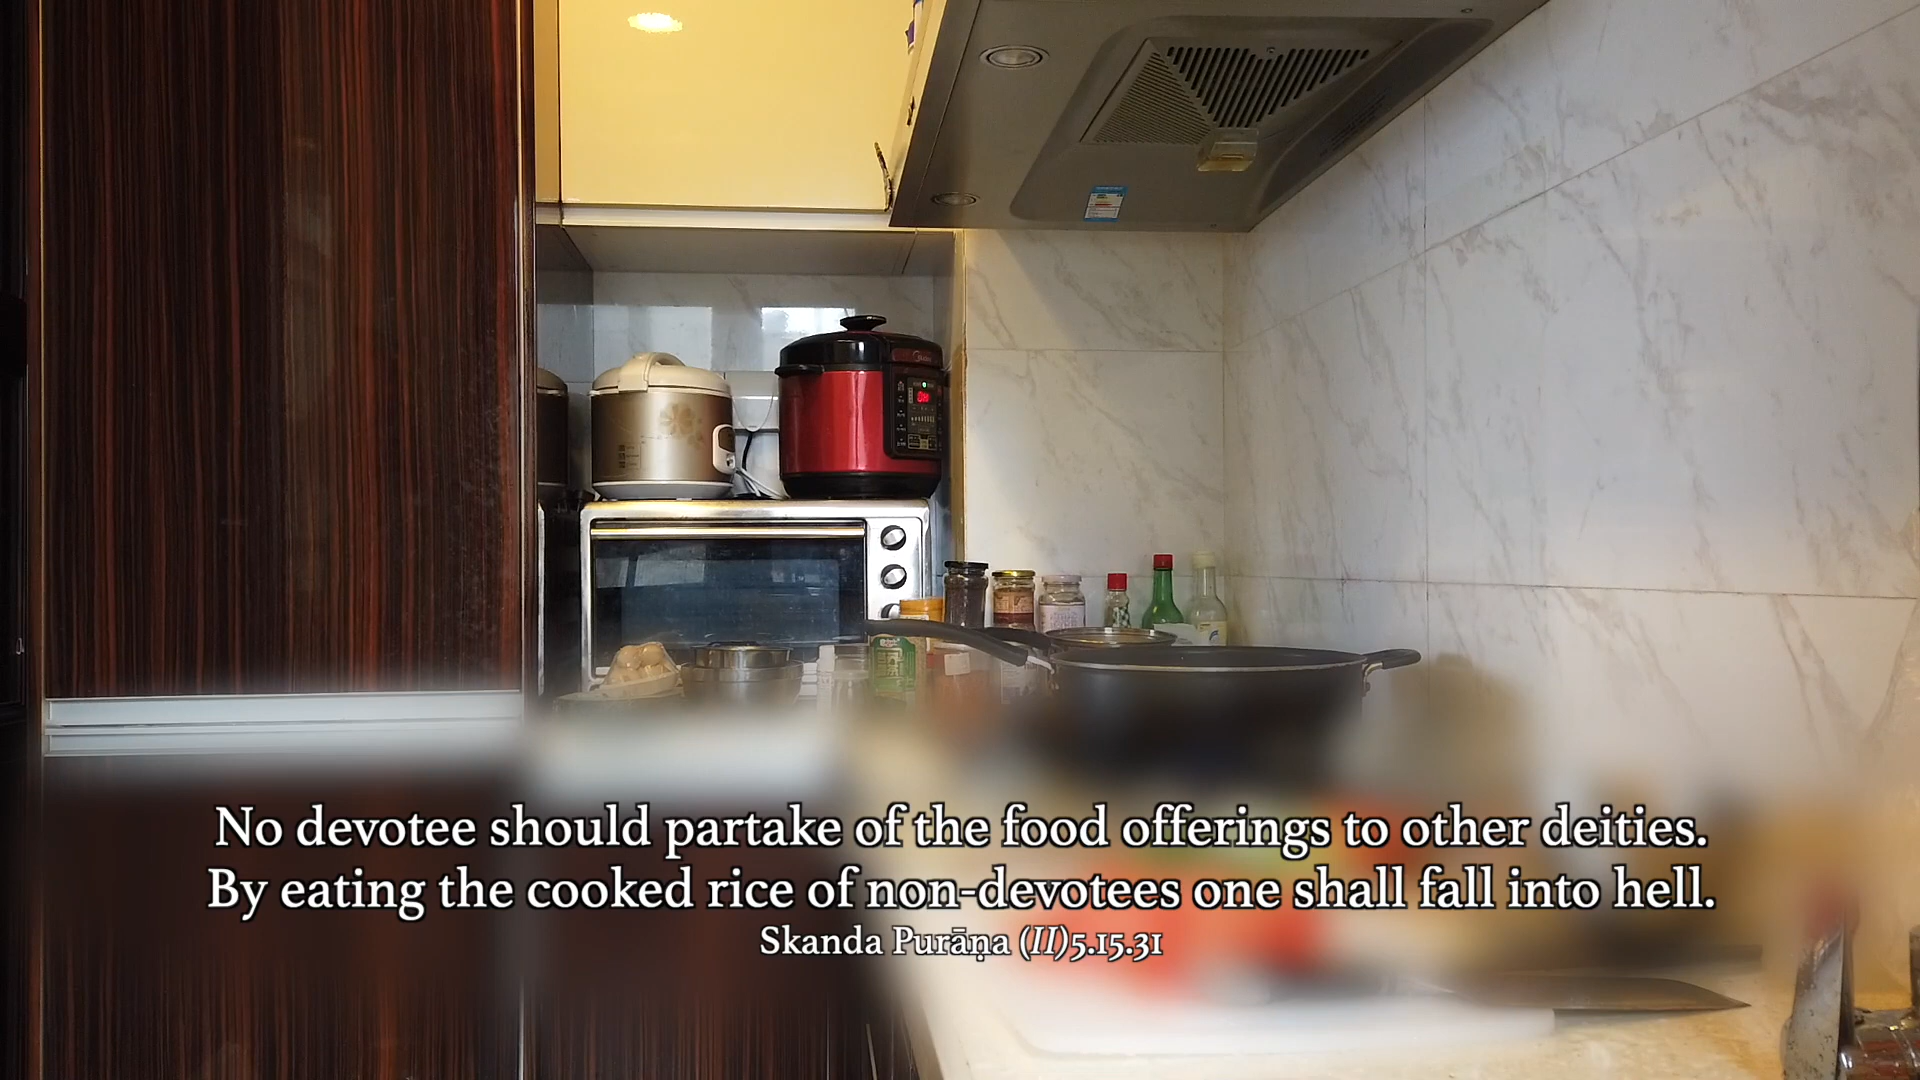 No devotee should partake of the food offerings to other deities.
By eating the cooked rice of non-devotees one shall fall into hell.
Skanda Purāṇa (II)5.15.31